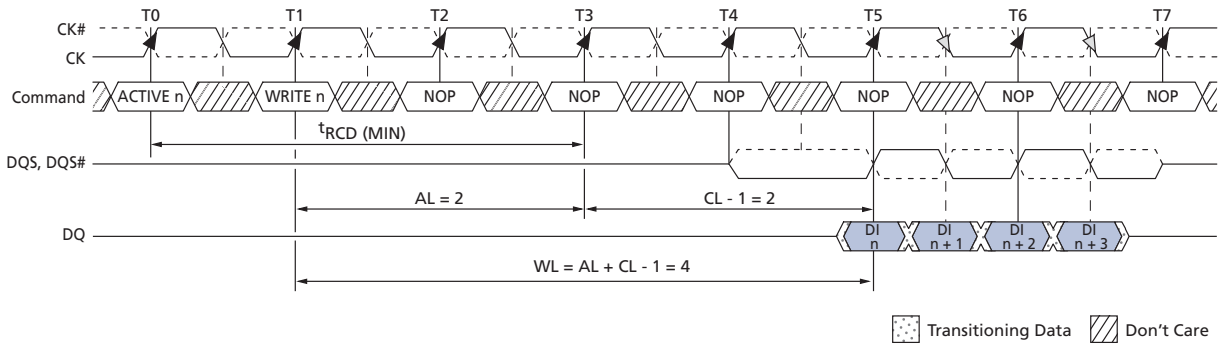 T0 T1 T2 T3 T4 T5 T6 T7
CK#
CK
Command ACTIVE n WRITE n NOP NOP NOP NOP NOP NOP
tRCD (MIN)
DQS, DQS#
AL = 2 CL - 1 = 2
DQ DI n DI n + 1 DI n + 2 DI n + 3
WL = AL + CL - 1 = 4
Transitioning Data Don't Care